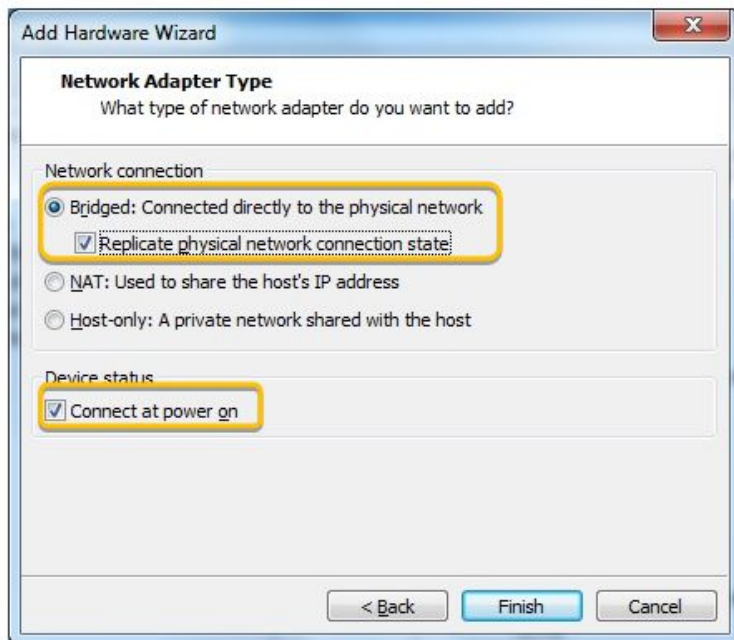 Add Hardware Wizard
Network Adapter Type
What type of network adapter do you want to add?
Network connection
Bridged: Connected directly to the physical network
Replicate physical network connection state
NAT: Used to share the host's IP address
Host-only: A private network shared with the host
Device status
Connect at power on
< Back
Finish
Cancel